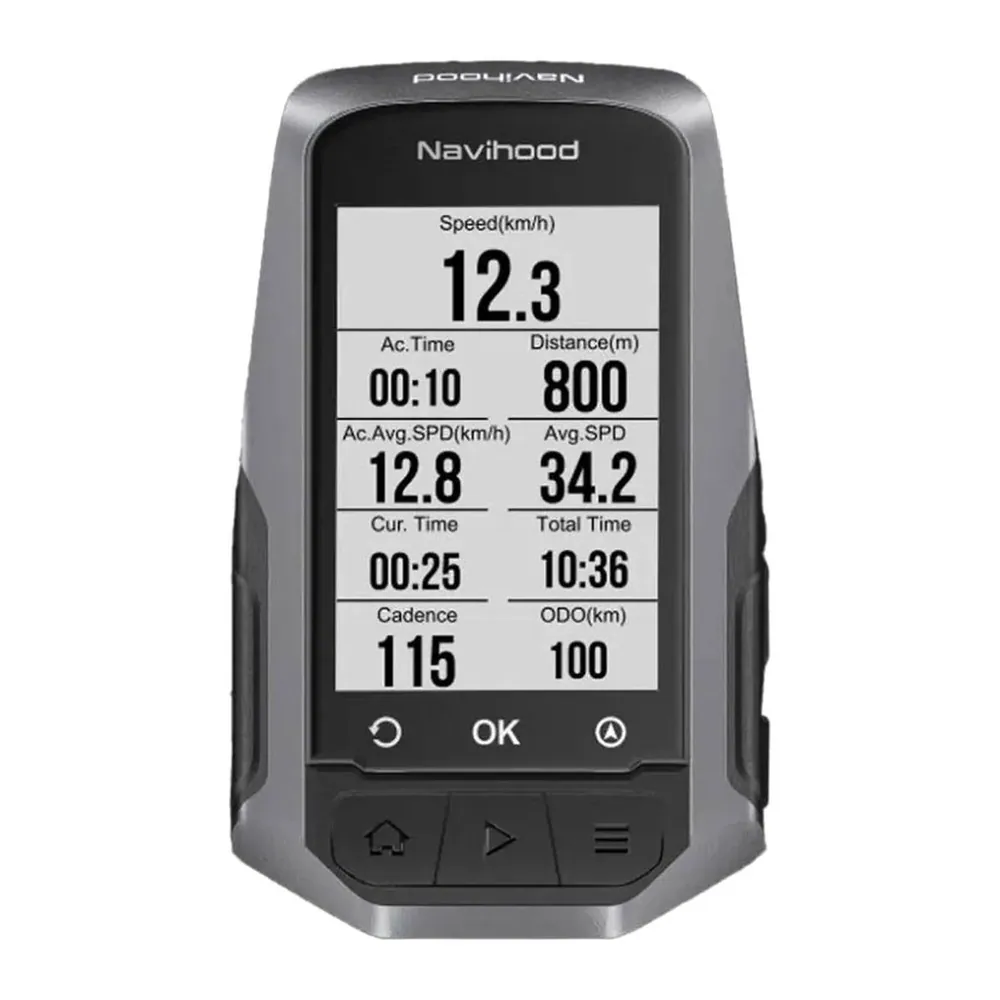 Navihood
Navihood
Speed(km/h)
12.3
Ac.Time
Distance(m)
00:10
800
Ac.Avg.SPD(km/h)
Avg.SPD
12.8
34.2
Cur. Time
Total Time
00:25
10:36
Cadence
ODO(km)
115
100
OK